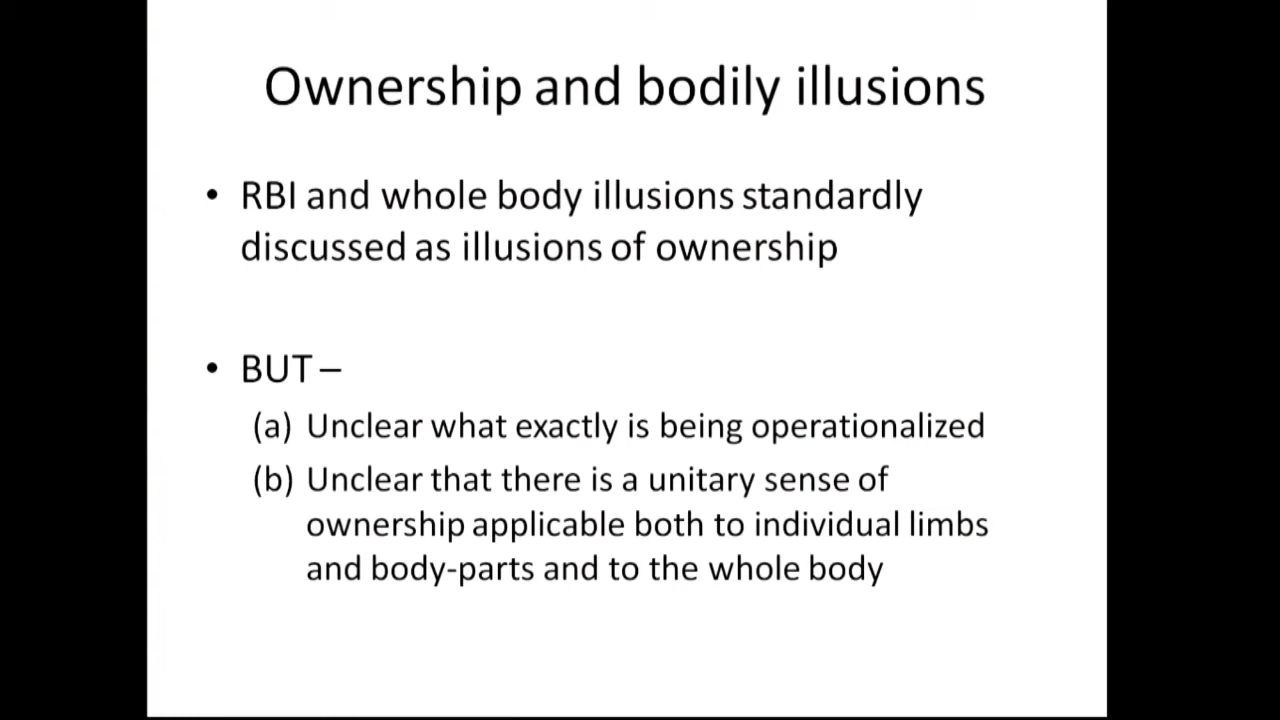 Ownership and bodily illusions
• RBI and whole body illusions standardly
discussed as illusions of ownership
• BUT –
(a) Unclear what exactly is being operationalized
(b) Unclear that there is a unitary sense of
ownership applicable both to individual limbs
and body-parts and to the whole body